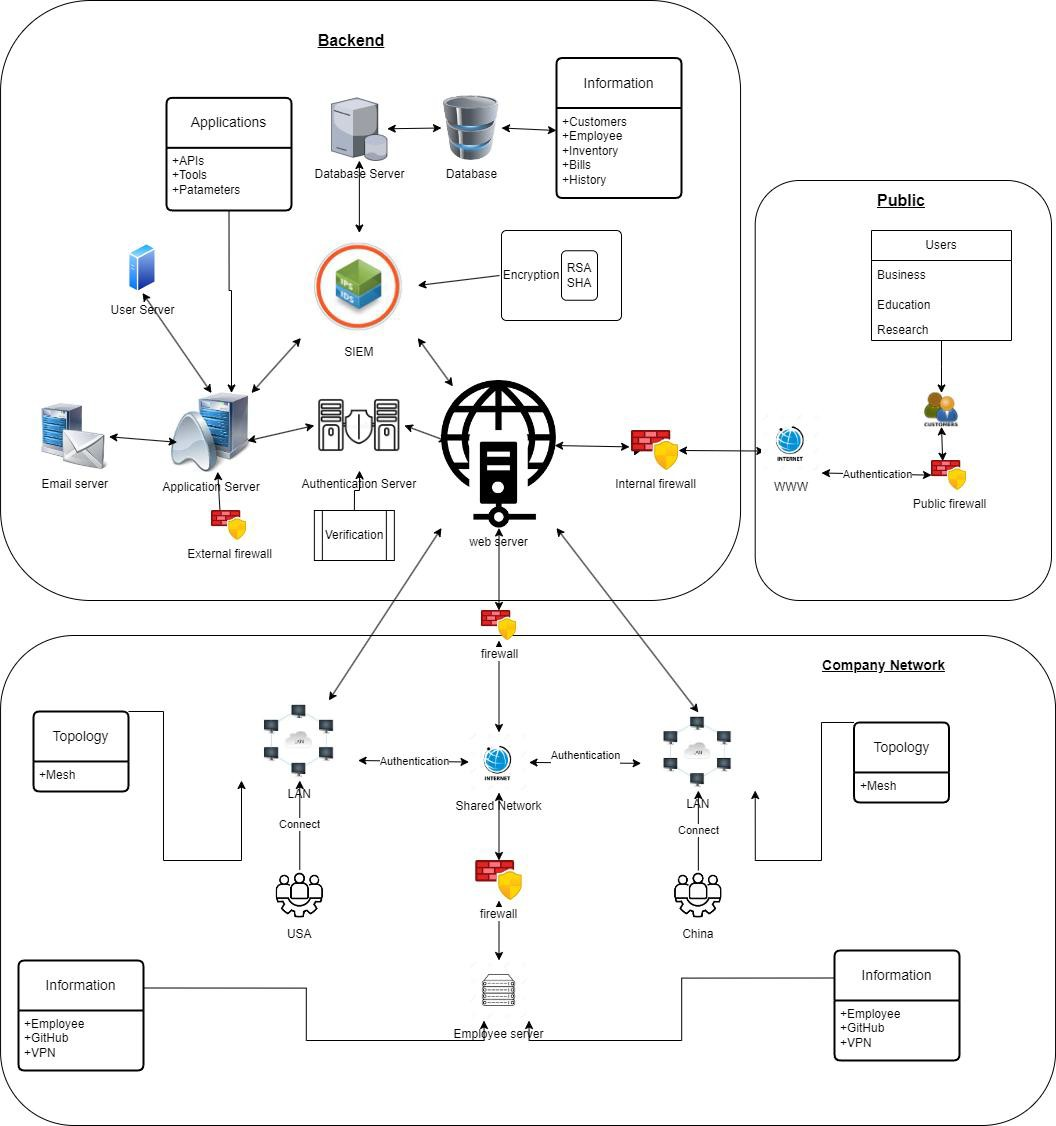 Backend
Information
+Customers
+Employee
+Inventory
+Bills
+History
Applications
+APIs
+Tools
+Patameters
Database Server
Database
Public
Users
Business
Education
Research
User Server
IPS
IDS
SIEM
Encryption
RSA
SHA
CUSTOMERS
Email server
Application Server
Authentication Server
Internal firewall
INTERNET
WWW
Authentication
Public firewall
External firewall
Verification
web server
firewall
Company Network
Topology
+Mesh
LAN
LAN
Authentication
INTERNET
Shared Network
Authentication
LAN
LAN
Topology
+Mesh
Connect
Connect
USA
firewall
China
Information
+Employee
+GitHub
+VPN
Employee server
Information
+Employee
+GitHub
+VPN